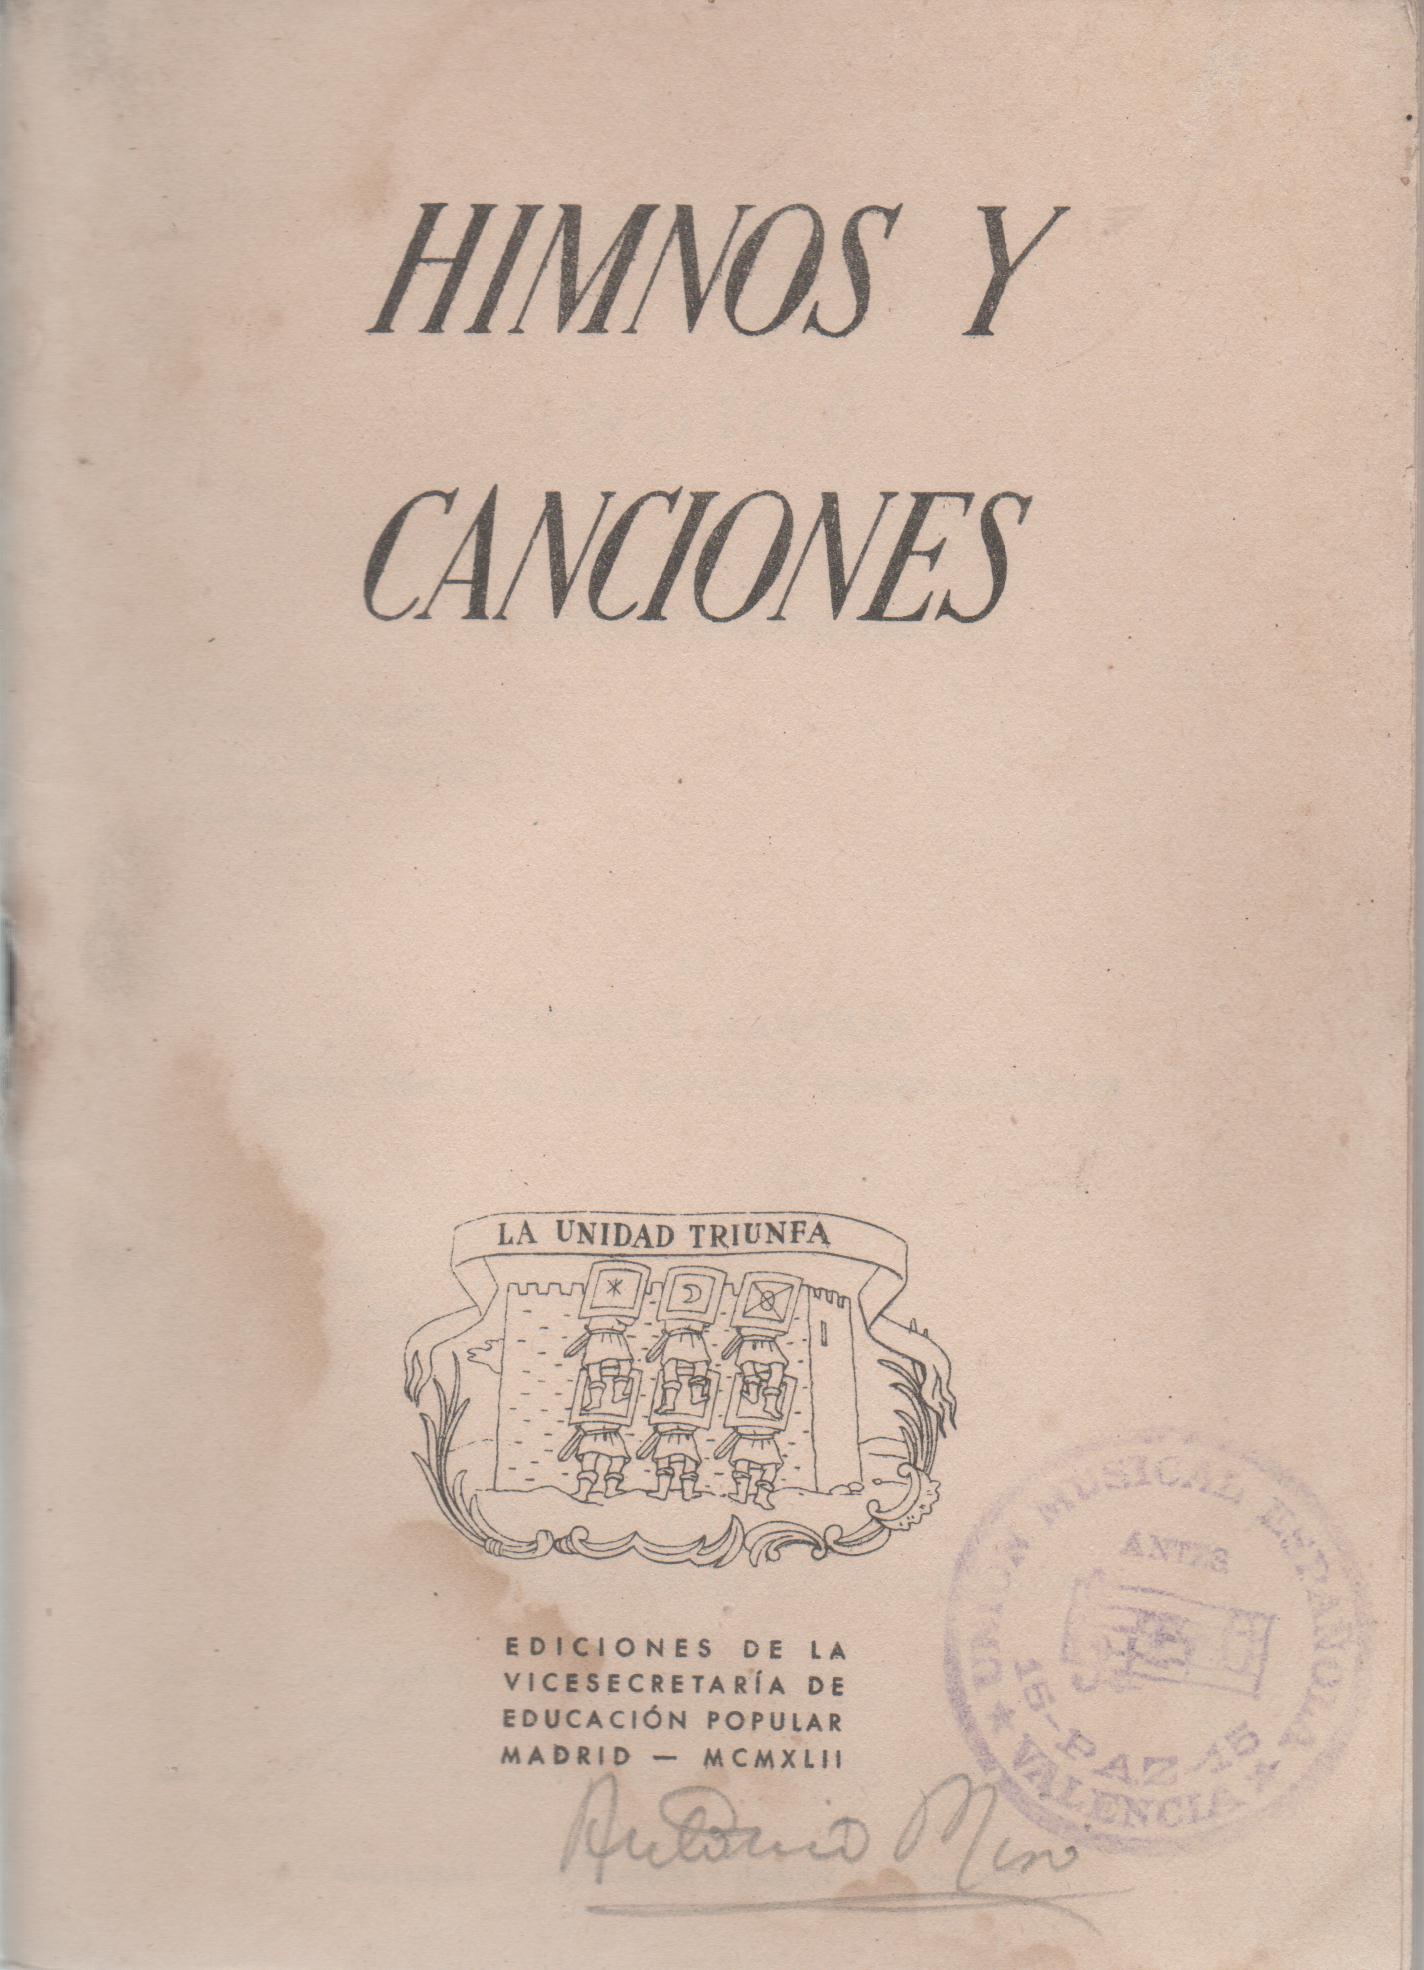 HIMNOS Y
CANCIONES
LA UNIDAD TRIUNFA
EDICIONES DE LA
VICESECRETARÍA DE
EDUCACIÓN POPULAR
MADRID — MCMXLII
UNION MUSICAL ESPAÑOLA
ANTES
15-PAZ-15
★ VALENCIA ★
Antonio